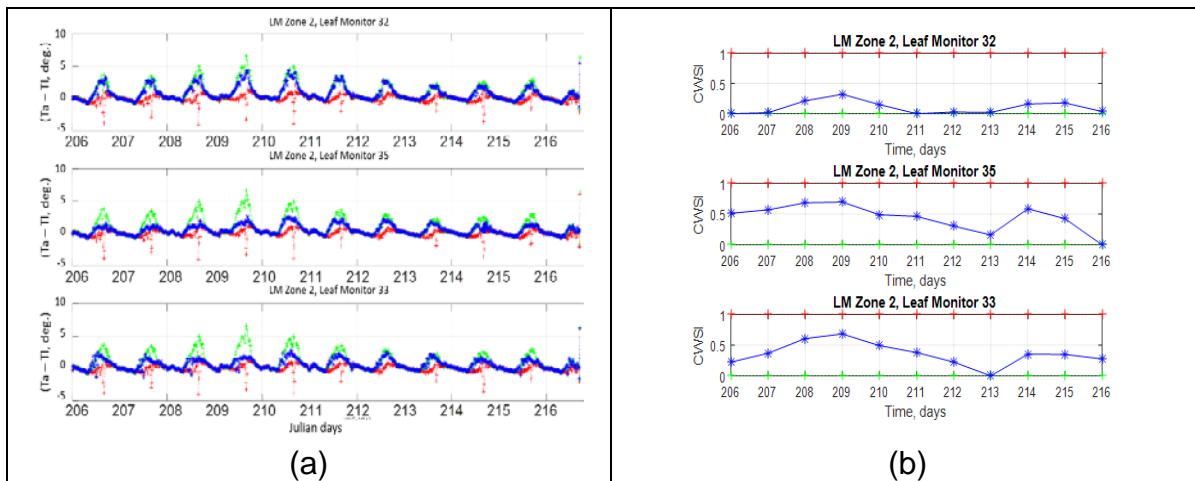 LM Zone 2, Leaf Monitor 32
(Ta – Tl, deg.)
10
5
0
-5
206 207 208 209 210 211 212 213 214 215 216
LM Zone 2, Leaf Monitor 35
(Ta – Tl, deg.)
10
5
0
-5
206 207 208 209 210 211 212 213 214 215 216
LM Zone 2, Leaf Monitor 33
(Ta – Tl, deg.)
10
5
0
-5
206 207 208 209 210 211 212 213 214 215 216
Julian days
(a)
LM Zone 2, Leaf Monitor 32
CWSI
1
0.5
0
206 207 208 209 210 211 212 213 214 215 216
Time, days
LM Zone 2, Leaf Monitor 35
CWSI
1
0.5
0
206 207 208 209 210 211 212 213 214 215 216
Time, days
LM Zone 2, Leaf Monitor 33
CWSI
1
0.5
0
206 207 208 209 210 211 212 213 214 215 216
Time, days
(b)